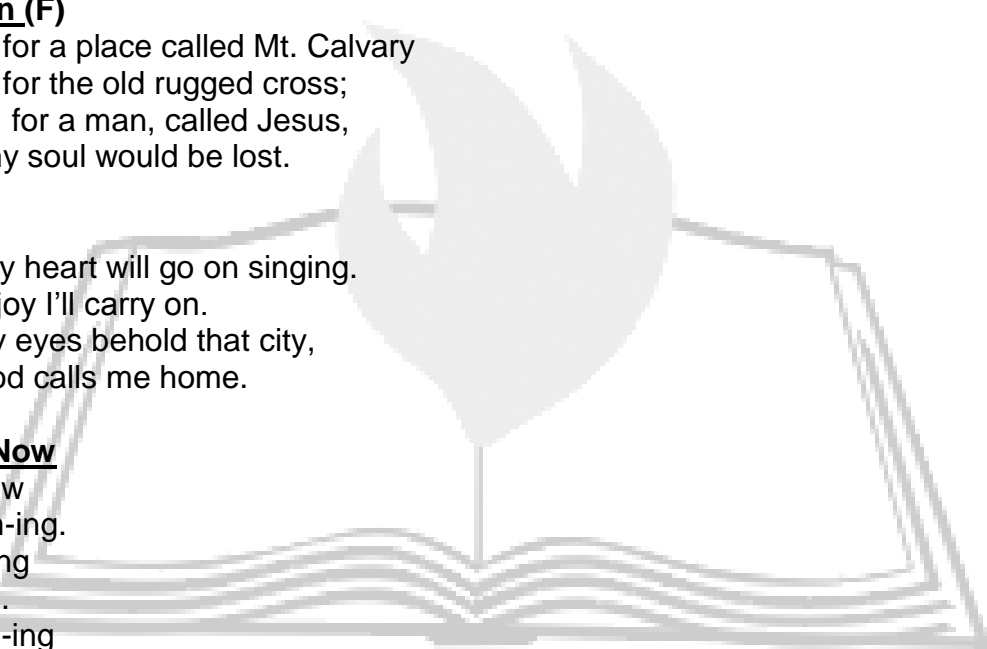 n (F)
for a place called Mt. Calvary
for the old rugged cross;
for a man, called Jesus,
y soul would be lost.
y heart will go on singing.
joy I'll carry on.
y eyes behold that city,
od calls me home.
Now
w
n-ing.
ng
.
-ing